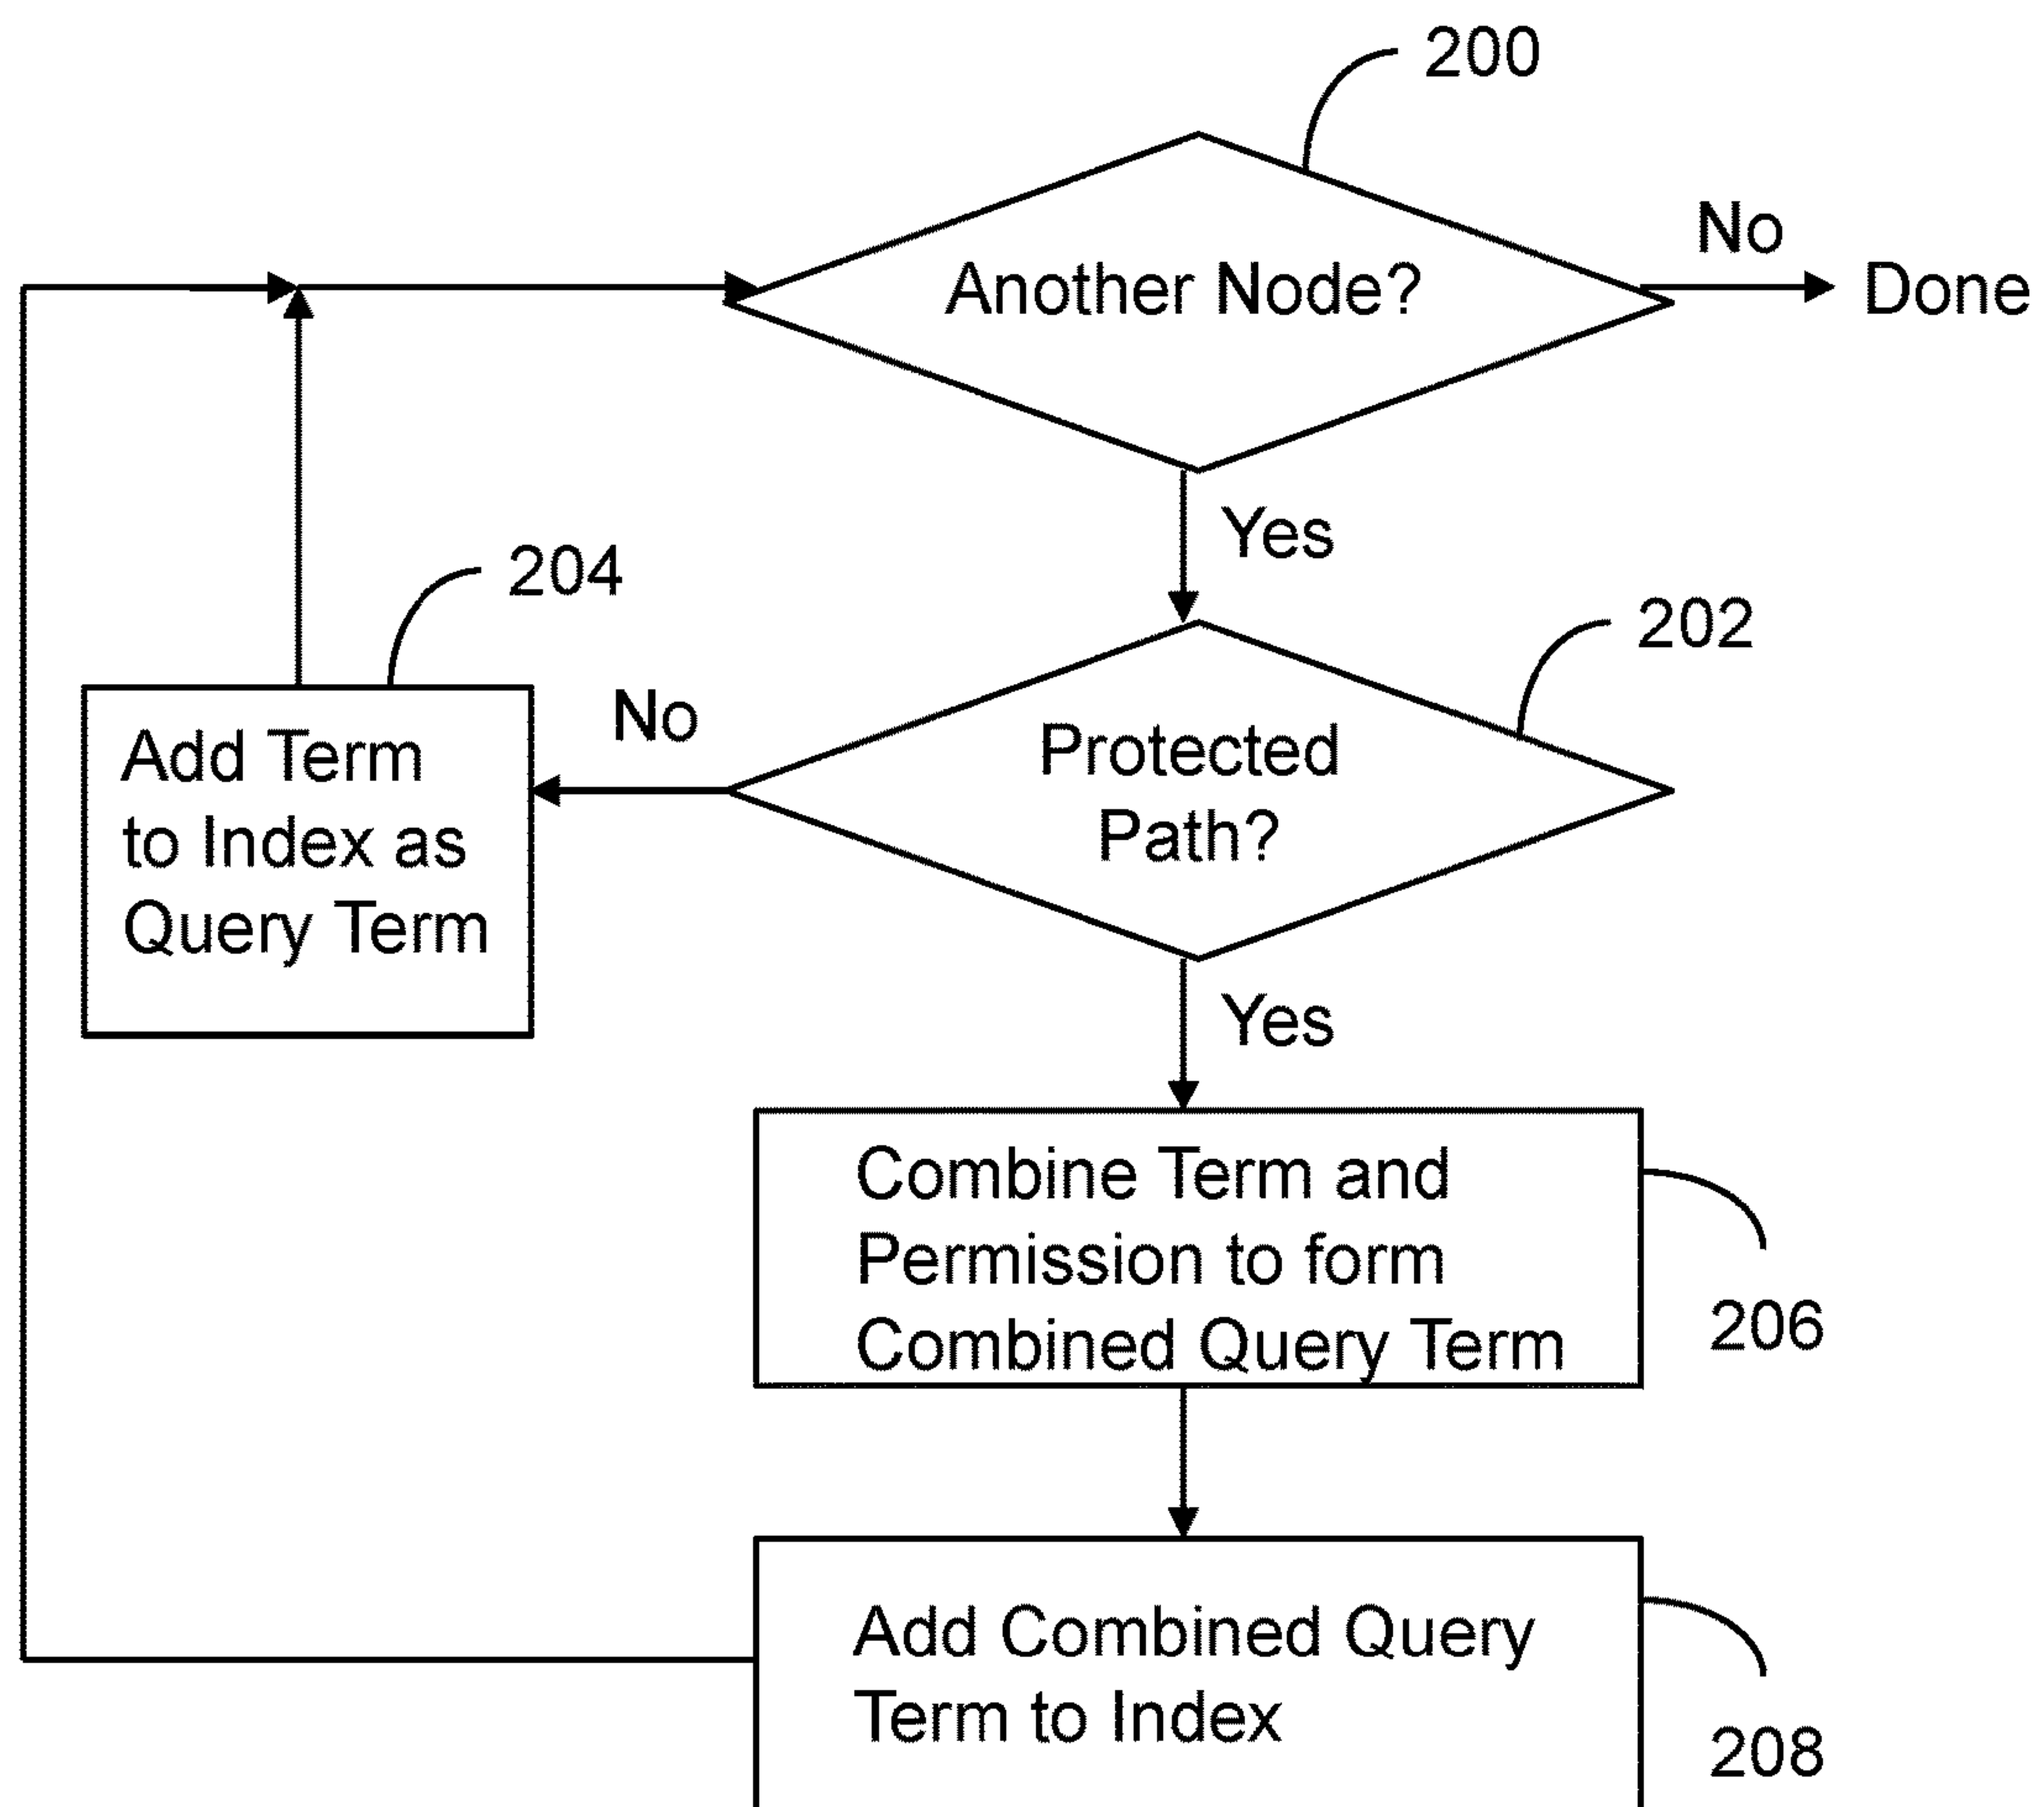 200
No
Another Node?
Done
Yes
204
202
No
Add Term
to Index as
Query Term
Protected
Path?
Yes
Combine Term and
Permission to form
Combined Query Term
206
Add Combined Query
Term to Index
208